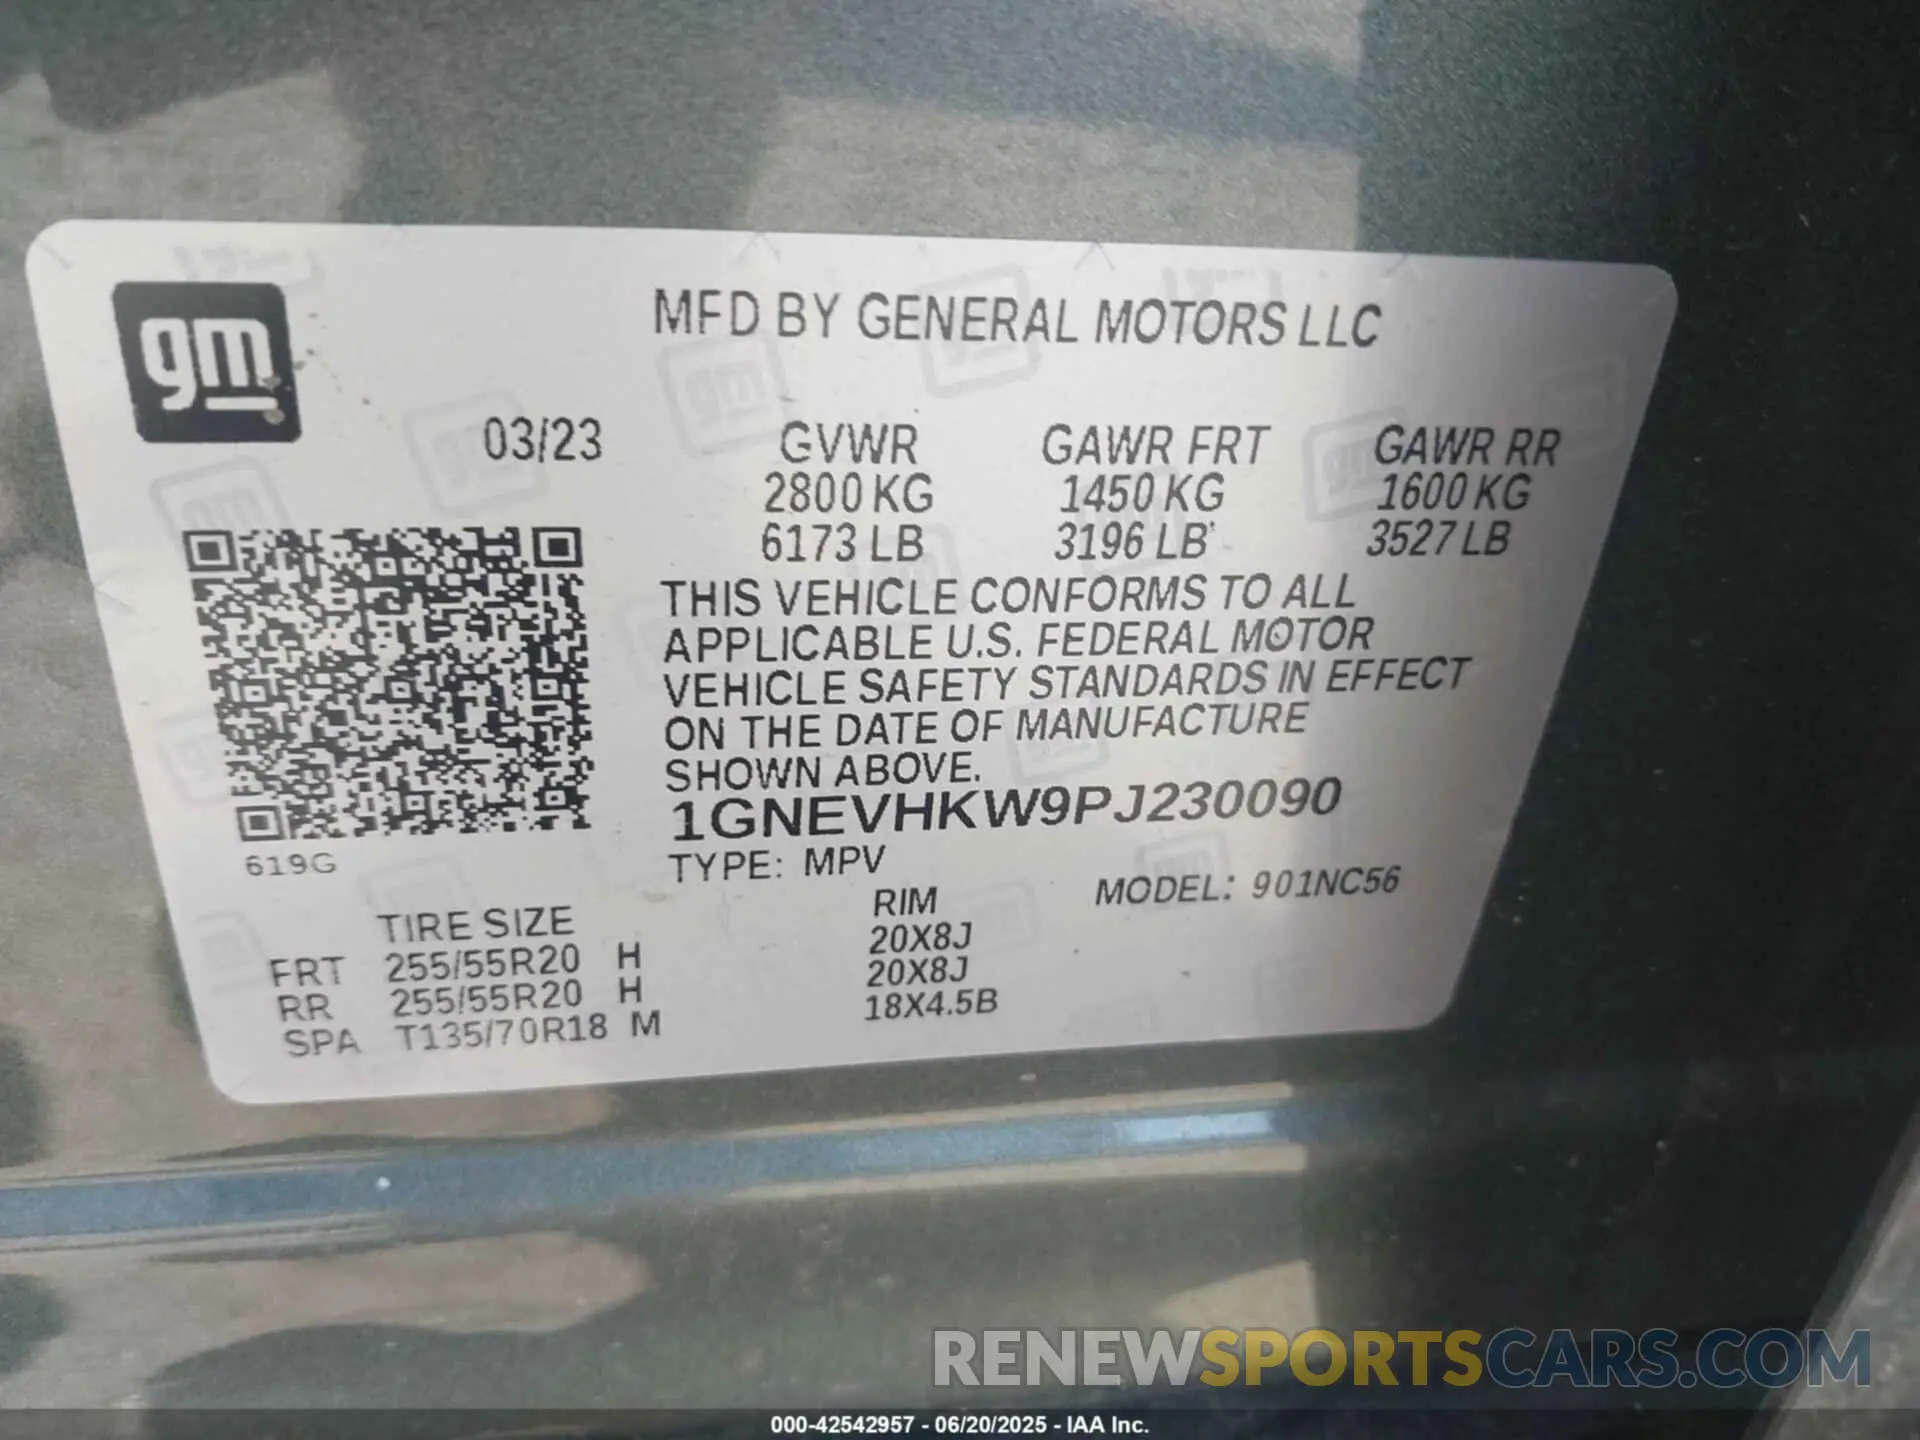 gm
MFD BY GENERAL MOTORS LLC
03/23 GVWR GAWR FRT GAWR RR
2800 KG 1450 KG 1600 KG
6173 LB 3196 LB 3527 LB
THIS VEHICLE CONFORMS TO ALL
APPLICABLE U.S. FEDERAL MOTOR
VEHICLE SAFETY STANDARDS IN EFFECT
ON THE DATE OF MANUFACTURE
SHOWN ABOVE.
1GNEVHKW9PJ230090
619G
TYPE: MPV
MODEL: 901NC56
TIRE SIZE RIM
FRT 255/55R20 H 20X8J
RR 255/55R20 H 20X8J
SPA T135/70R18 M 18X4.5B
RENEWSPORTSCARS.COM
000-42542957 - 06/20/2025 - IAA Inc.